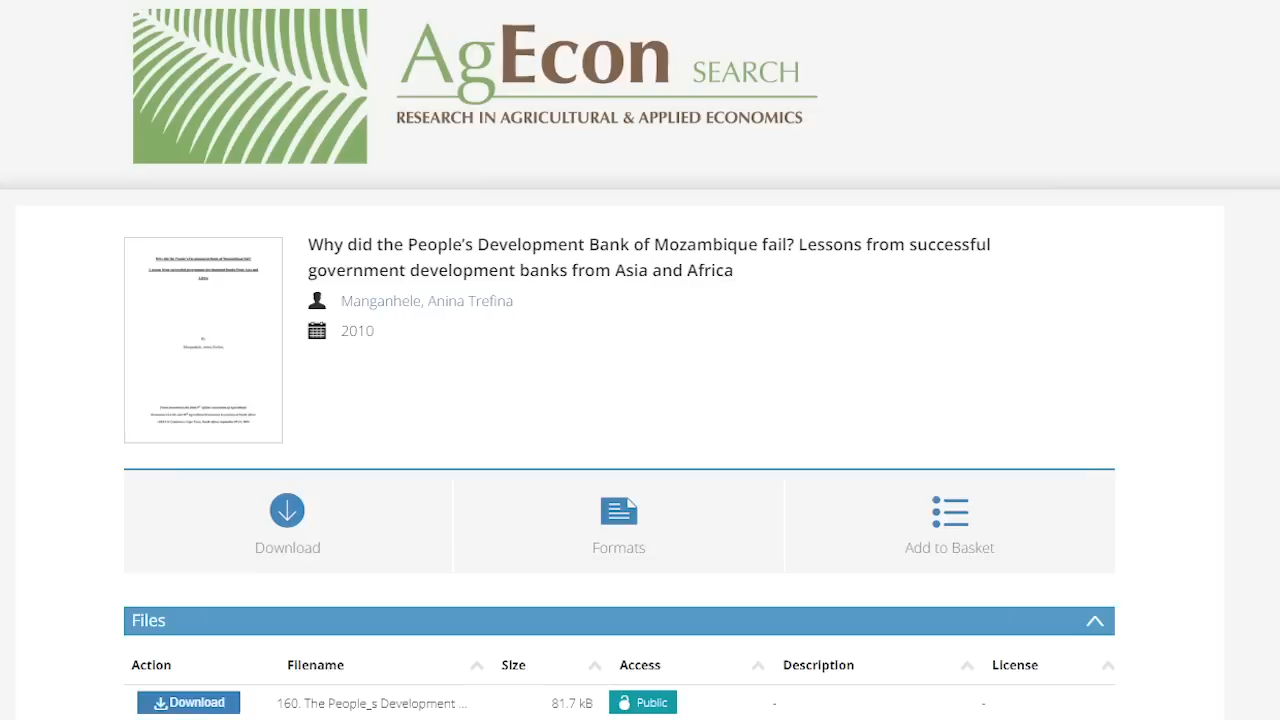 AgEcon SEARCH
RESEARCH IN AGRICULTURAL & APPLIED ECONOMICS
Why did the People's Development Bank of Mozambique fail? Lessons from successful
government development banks from Asia and Africa
Manganhele, Anina Trefina
2010
Download
Formats
Add to Basket
Files
Action Filename Size Access Description License
Download 160. The People_s Development ... 81.7 kB Public - -